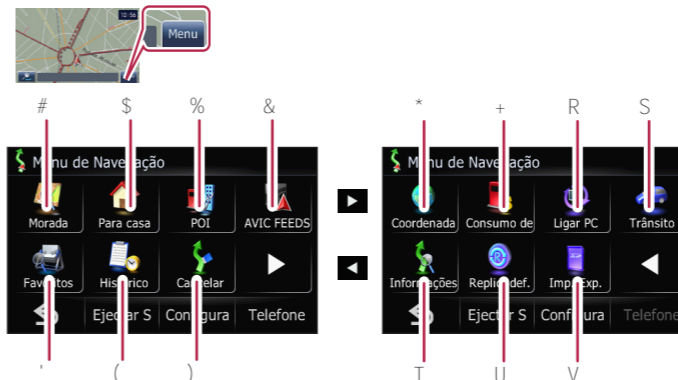 10:56
Menu
# $ % & * + R S
Menu de Navegação Menu de Navegação
Morada Para casa POI AVIC FEEDS Coordenada Consumo de Ligar PC Trânsito
Favoritos Histórico Cancelar Informações Replic. def. Imp./Exp.
Ejectar S Configura Telefone Ejectar S Configura Telefone
' ( ) T U V